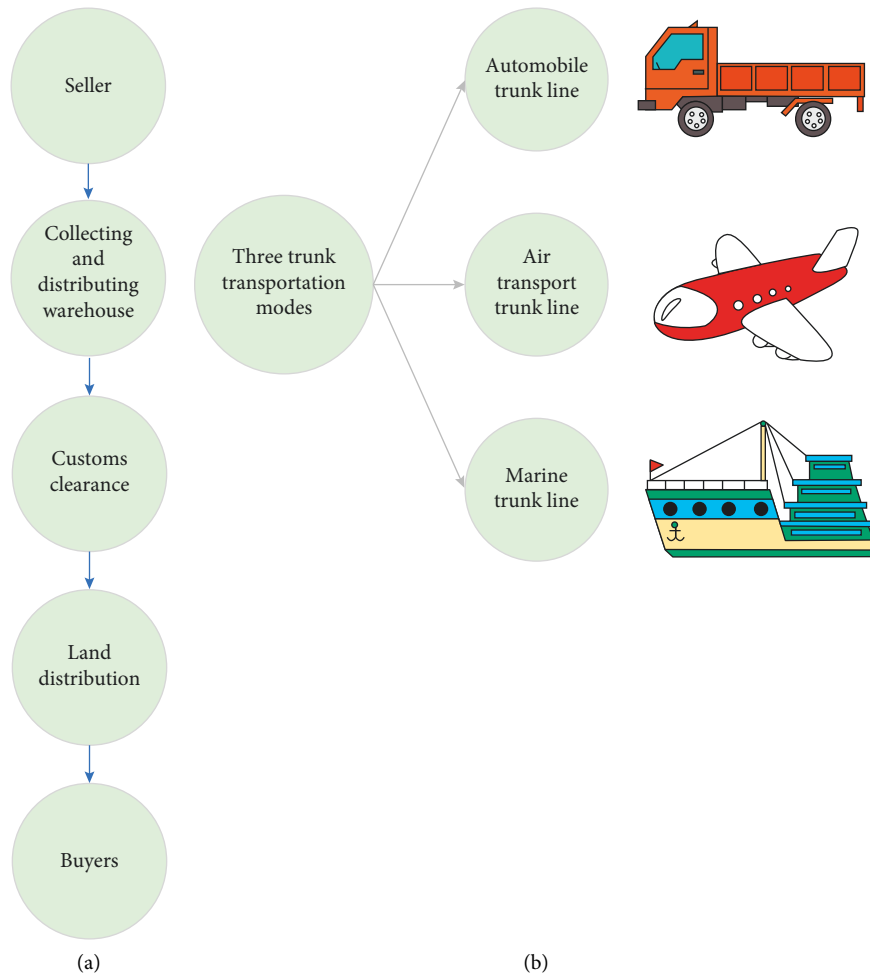 Seller
Collecting
and
distributing
warehouse
Customs
clearance
Land
distribution
Buyers
(a)
Three trunk
transportation
modes
Automobile
trunk line
Air
transport
trunk line
Marine
trunk line
(b)